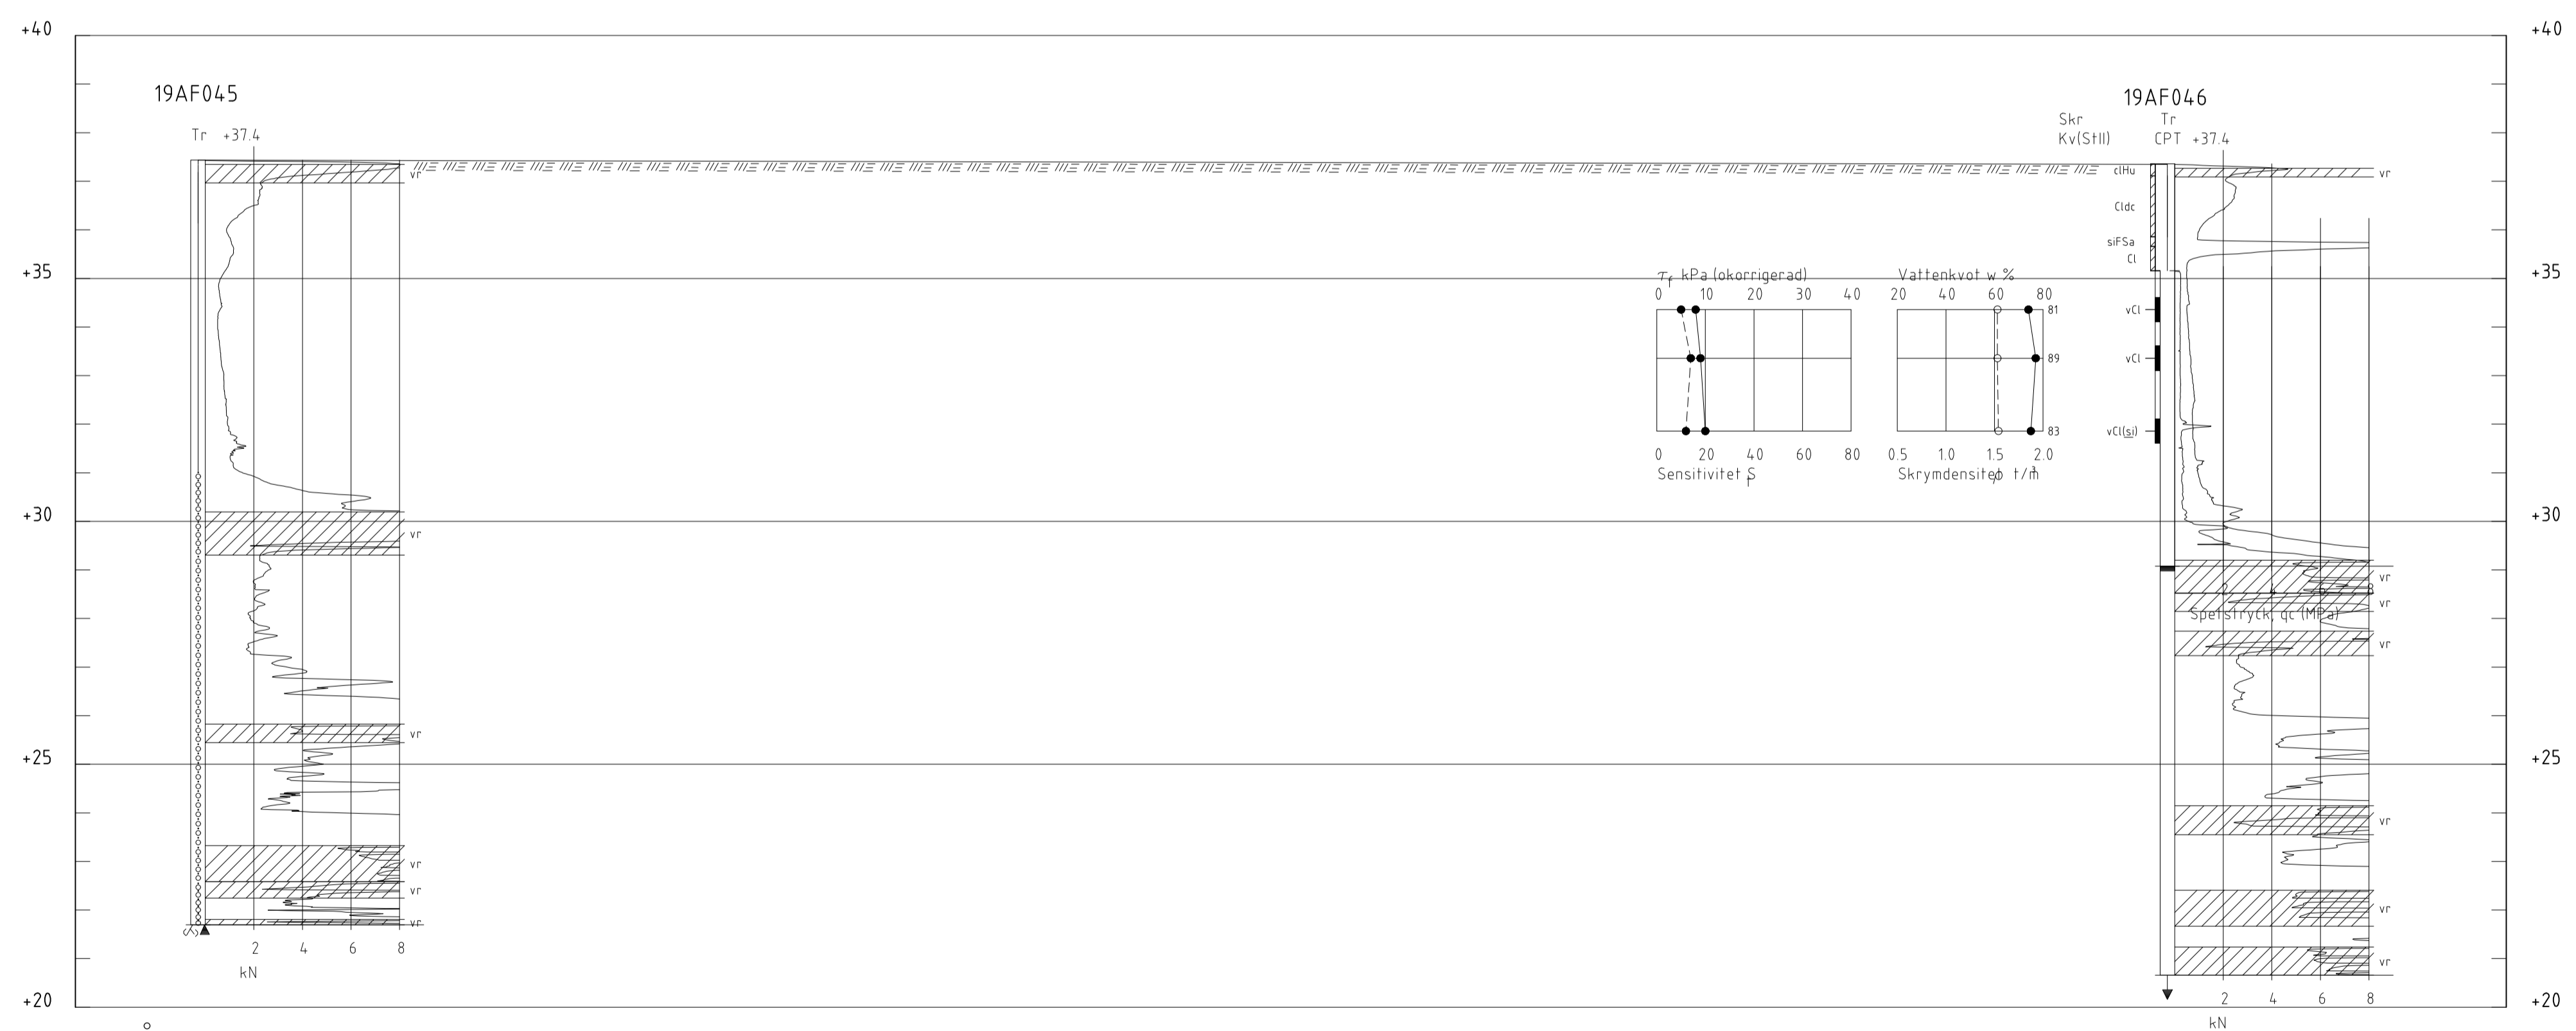 +40 +40
19AF045 19AF046
Skr Tr
Tr +37.4 Kv(StII) CPT +37.4
vr clHu vr
Cldc
siFSa
Cl
+35 τf kPa (okorrigerad) Vattenkvot w % +35
0 10 20 30 40 20 40 60 80
81 vCl
89 vCl
83 vCl(si)
0 20 40 60 80 0.5 1.0 1.5 2.0
Sensitivitet S Skrymdensitet t/m³
+30 +30
vr
vr
2 4 6 8
vr
Spetstryck, qc (MPa)
vr
vr
+25 +25
vr
vr
vr
vr
vr
2 4 6 8
vr
kN
+20 2 4 6 8 +20
kN